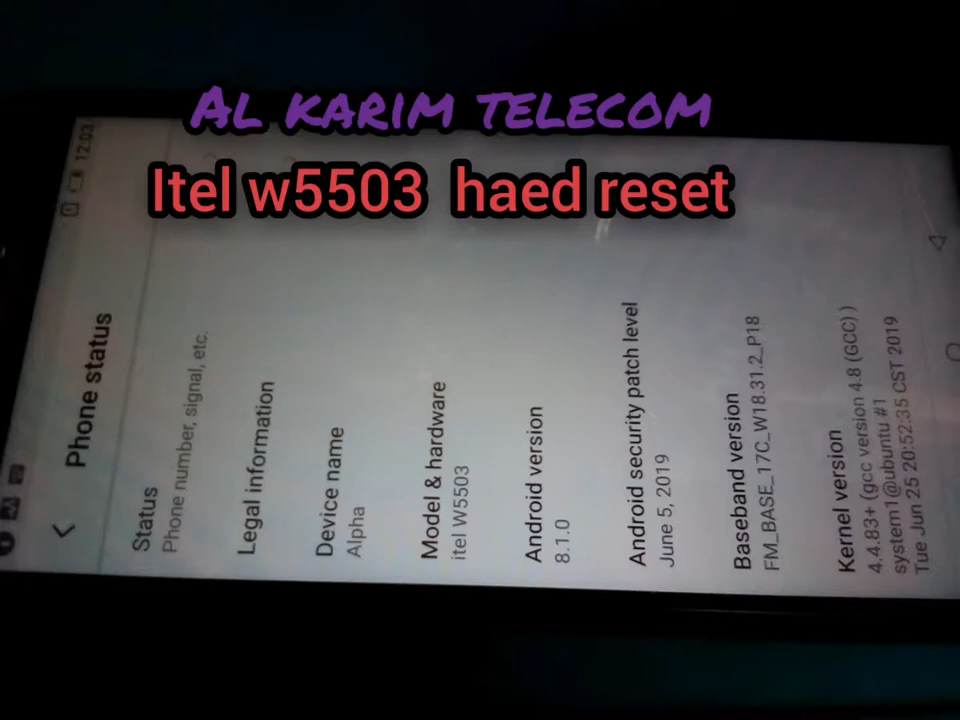 AL KARIM TELECOM
Itel w5503 haed reset
12:03
Phone status
Status
Phone number, signal, etc.
Legal information
Device name
Alpha
Model & hardware
itel W5503
Android version
8.1.0
Android security patch level
June 5, 2019
Baseband version
FM_BASE_17C_W18.31.2_P18
Kernel version
4.4.83+ (gcc version 4.8 (GCC) )
system1@ubuntu #1
Tue Jun 25 20:52:35 CST 2019